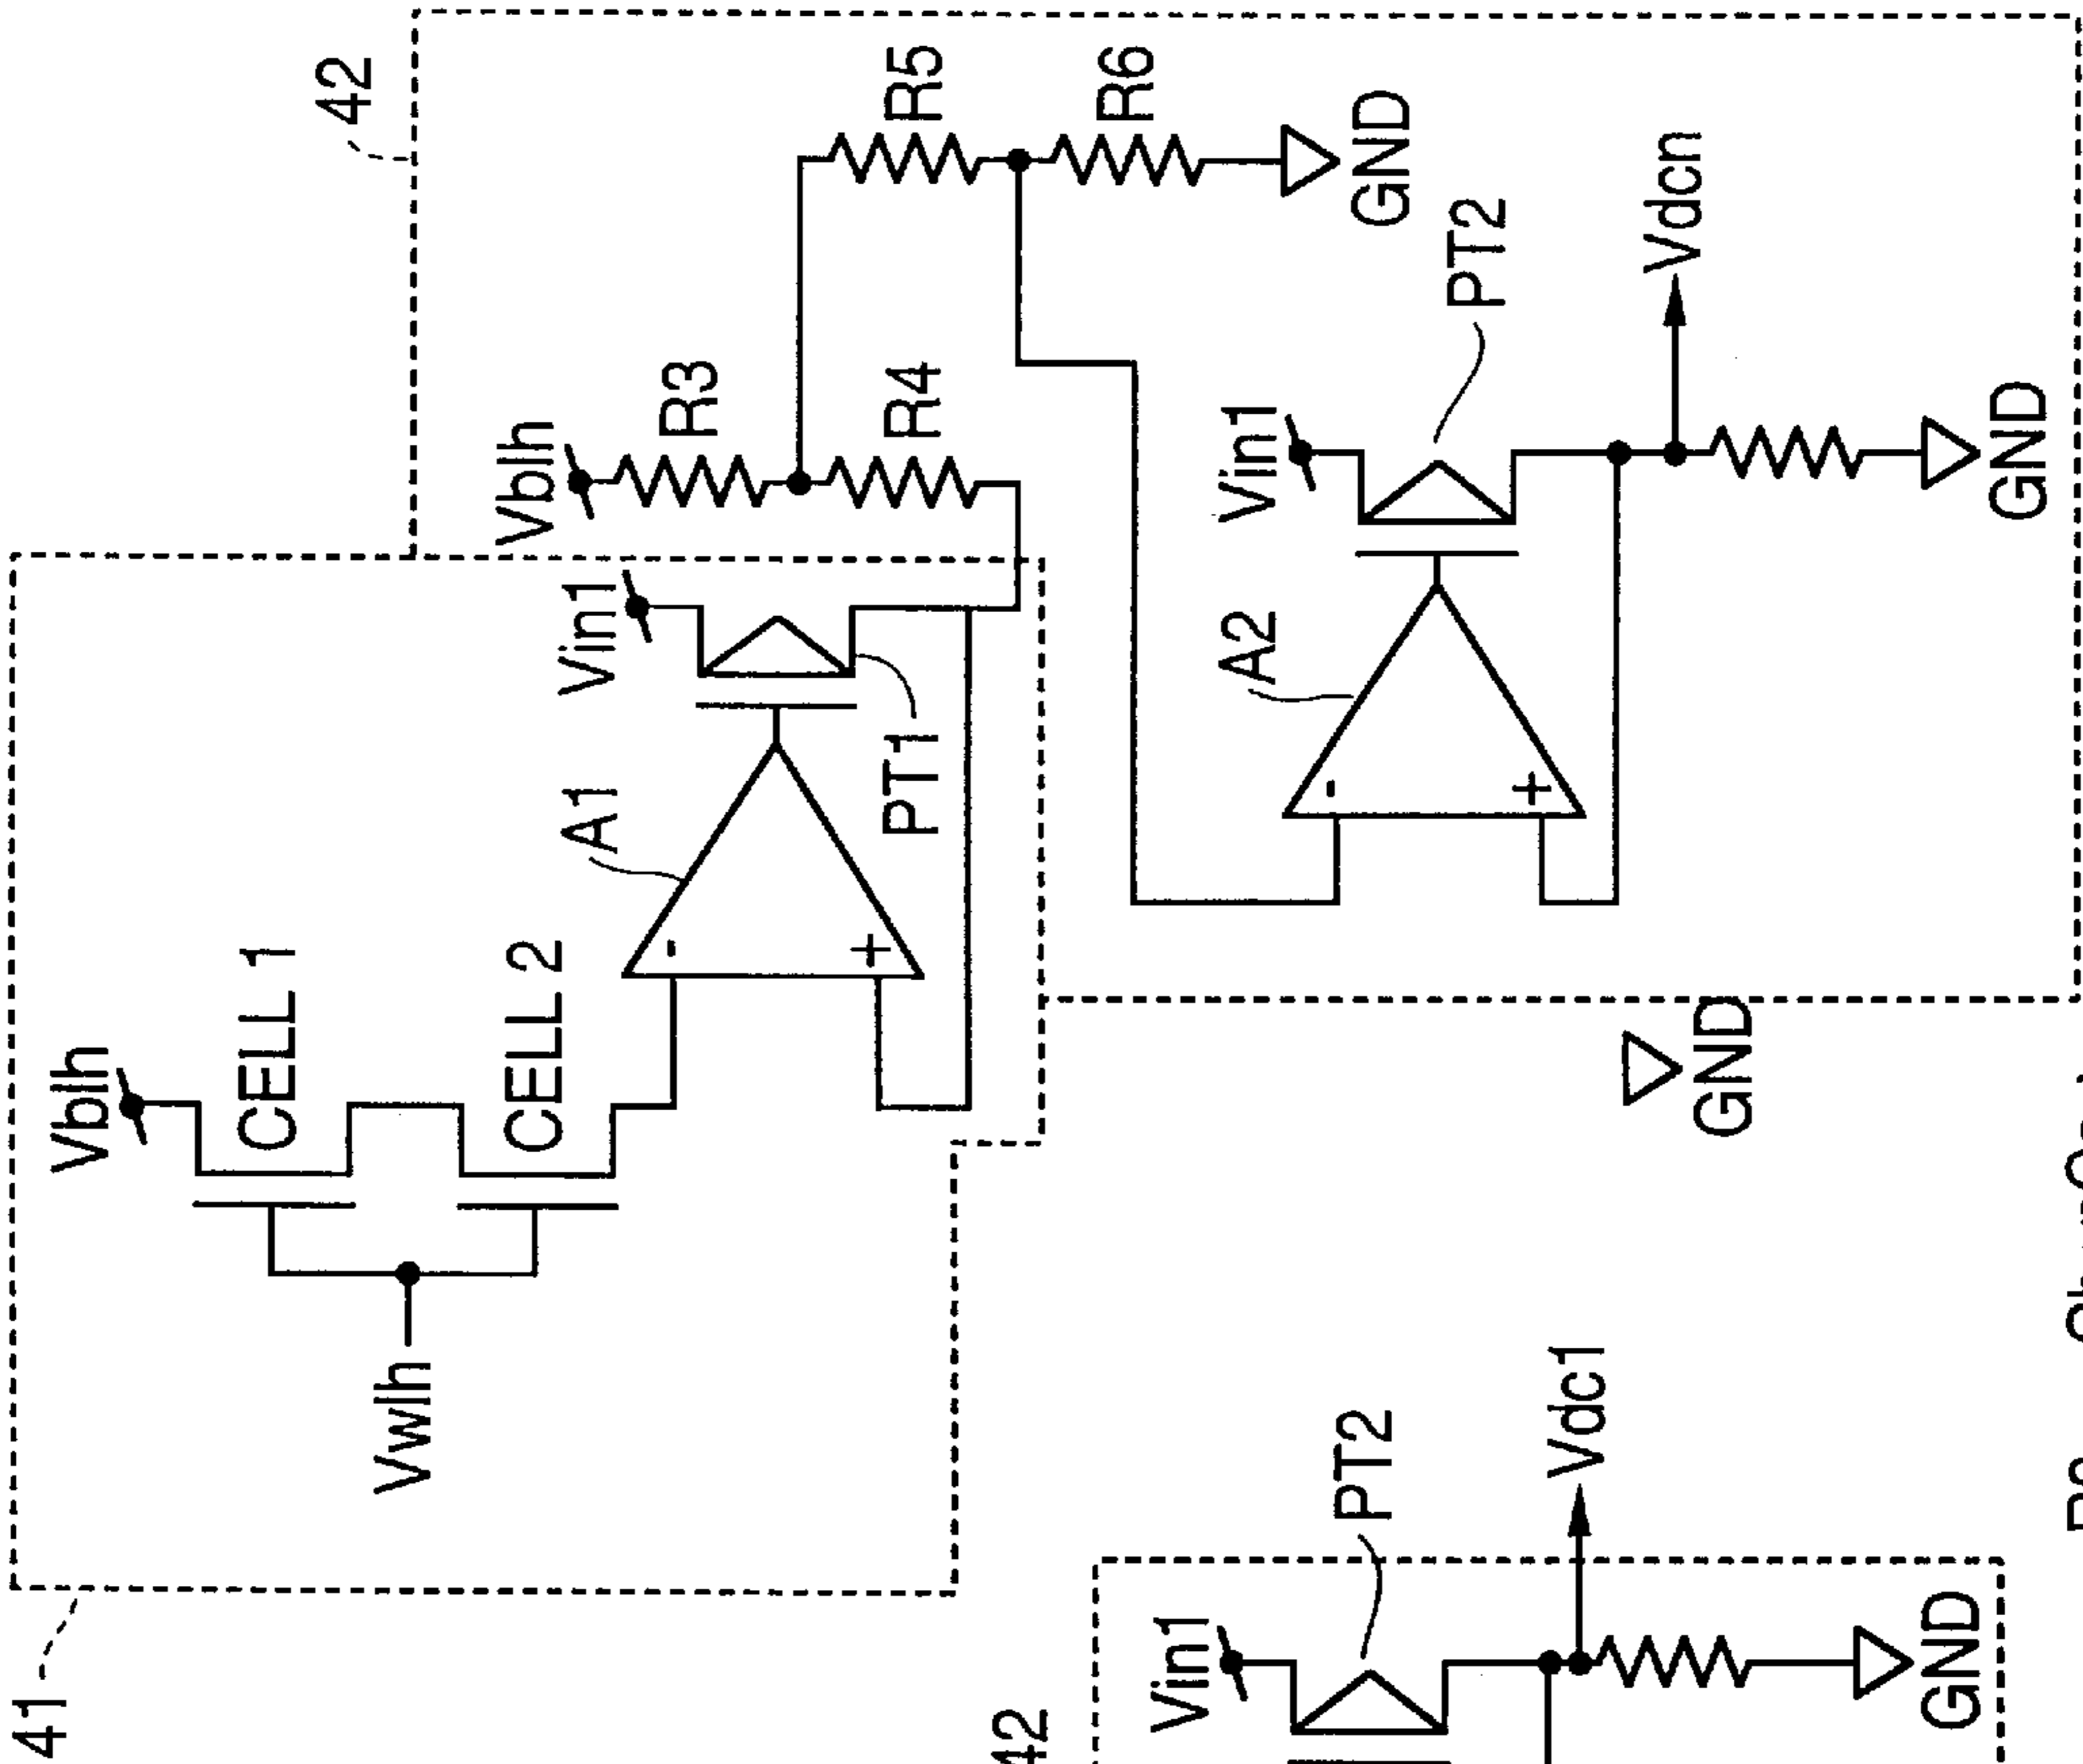 42
R5
R6
GND
Vblh
R3
R4
PT2
Vdcn
Vin1
GND
Vin1
A2
PT1
A1
-
+
-
+
CELL 1
CELL 2
Vblh
Vwlh
GND
41
PT2
Vdc1
Vin1
GND
42